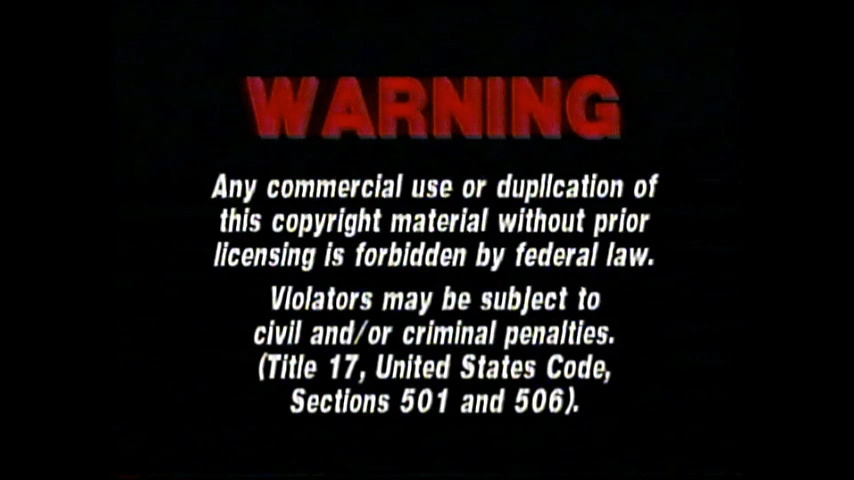 WARNING
Any commercial use or duplication of
this copyright material without prior
licensing is forbidden by federal law.
Violators may be subject to
civil and/or criminal penalties.
(Title 17, United States Code,
Sections 501 and 506).